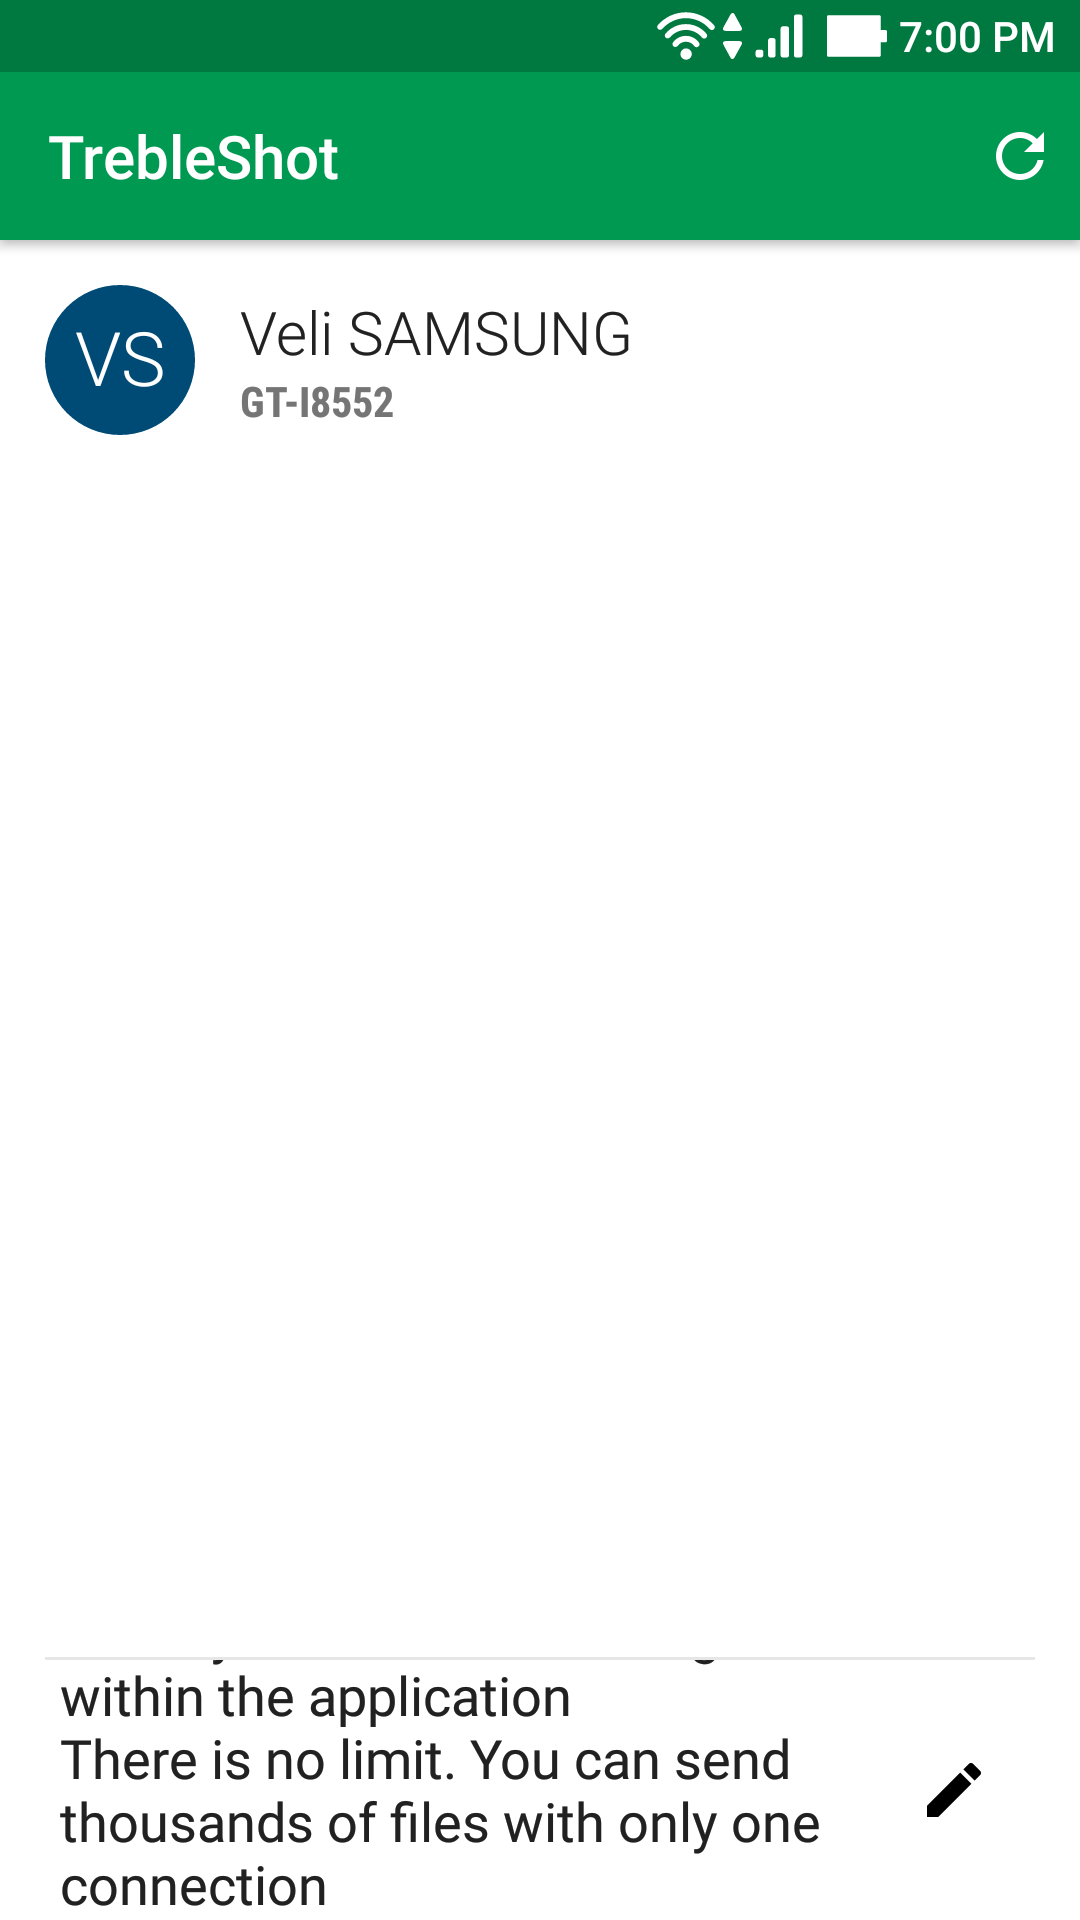 7:00 PM
TrebleShot
VS
Veli SAMSUNG
GT-I8552
within the application
There is no limit. You can send
thousands of files with only one
connection